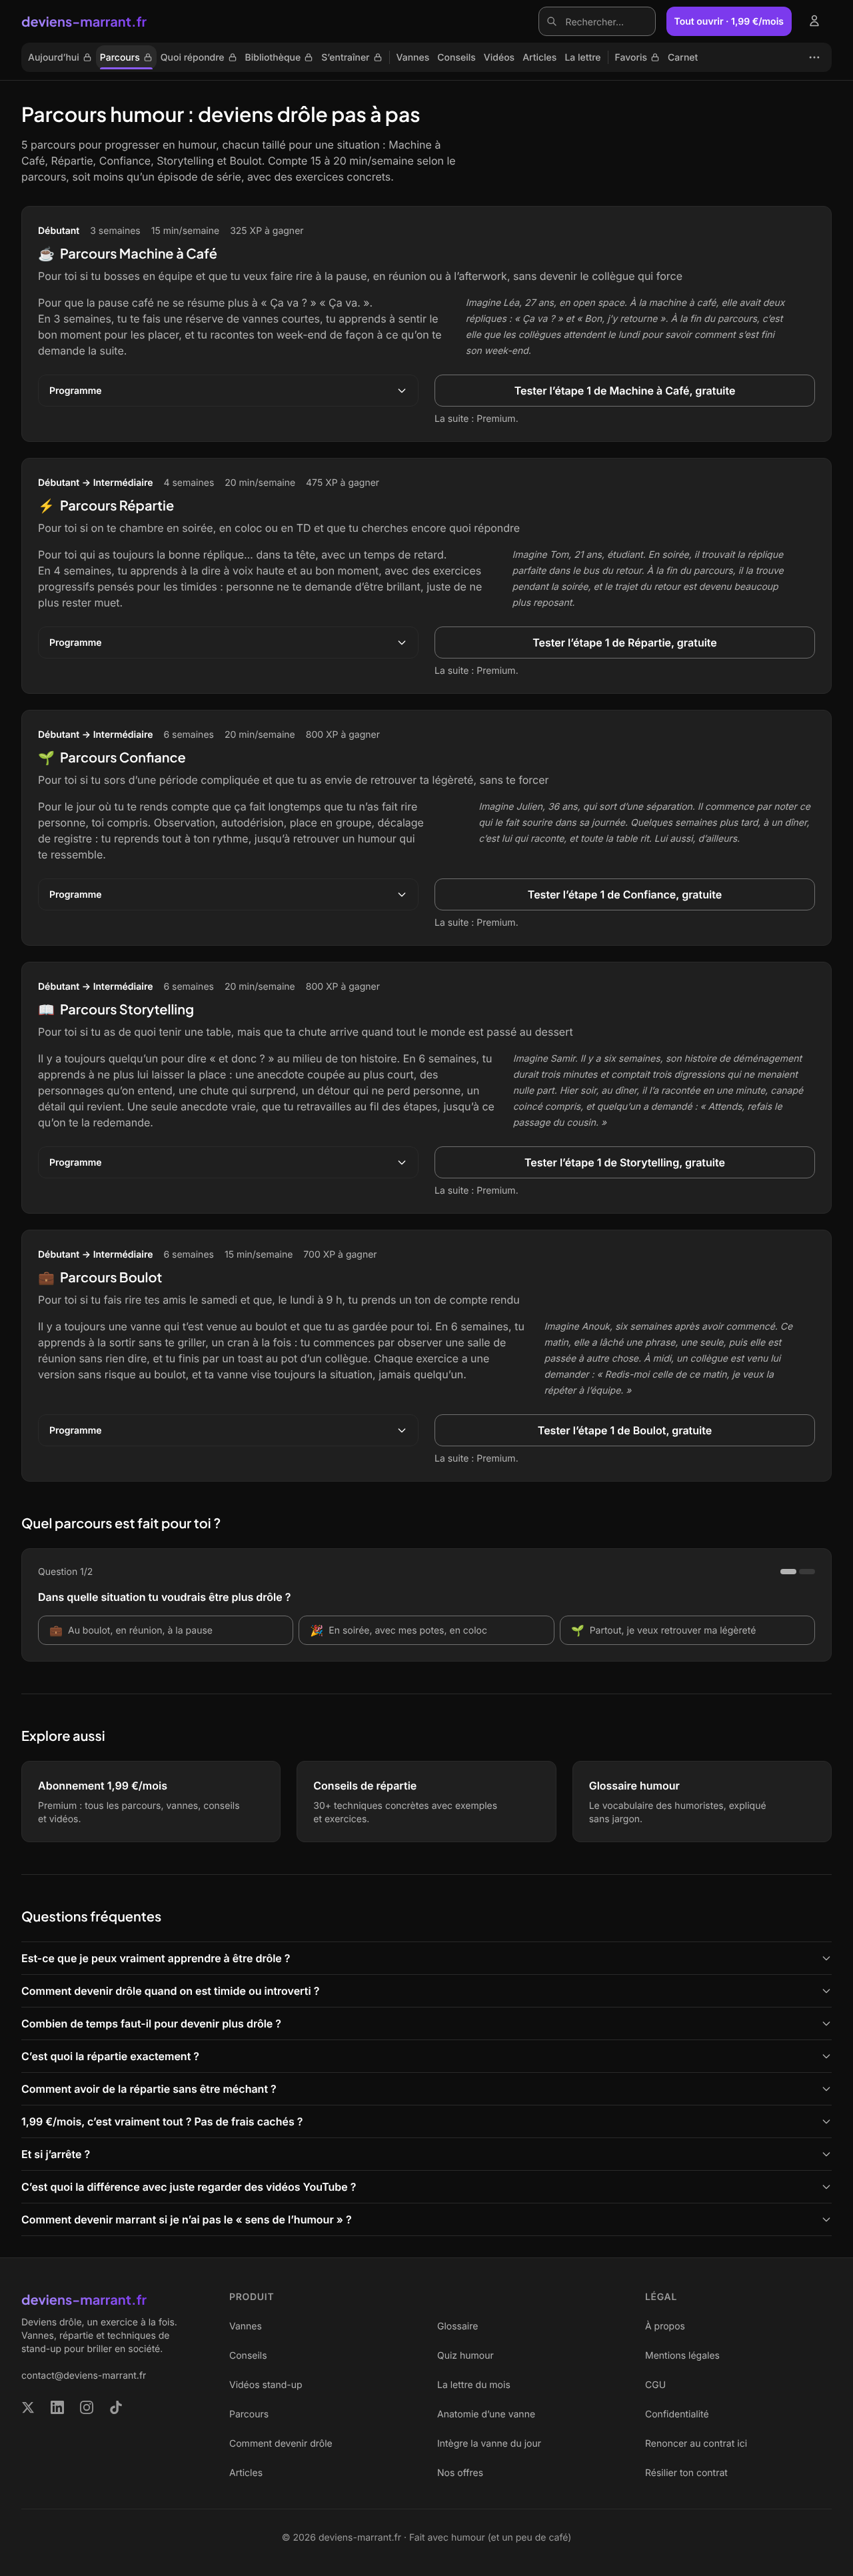 deviens-marrant.fr
Rechercher...
Tout ouvrir · 1,99 €/mois
Aujourd’hui
Parcours
Quoi répondre
Bibliothèque
S’entraîner
Vannes
Conseils
Vidéos
Articles
La lettre
Favoris
Carnet
Parcours humour : deviens drôle pas à pas
5 parcours pour progresser en humour, chacun taillé pour une situation : Machine à
Café, Répartie, Confiance, Storytelling et Boulot. Compte 15 à 20 min/semaine selon le
parcours, soit moins qu’un épisode de série, avec des exercices concrets.
Débutant 3 semaines 15 min/semaine 325 XP à gagner
☕ Parcours Machine à Café
Pour toi si tu bosses en équipe et que tu veux faire rire à la pause, en réunion ou à l’afterwork, sans devenir le collègue qui force
Pour que la pause café ne se résume plus à « Ça va ? » « Ça va. ».
En 3 semaines, tu te fais une réserve de vannes courtes, tu apprends à sentir le
bon moment pour les placer, et tu racontes ton week-end de façon à ce qu’on te
demande la suite.
Imagine Léa, 27 ans, en open space. À la machine à café, elle avait deux
répliques : « Ça va ? » et « Bon, j’y retourne ». À la fin du parcours, c’est
elle que les collègues attendent le lundi pour savoir comment s’est fini
son week-end.
Programme
Tester l’étape 1 de Machine à Café, gratuite
La suite : Premium.
Débutant → Intermédiaire 4 semaines 20 min/semaine 475 XP à gagner
⚡ Parcours Répartie
Pour toi si on te chambre en soirée, en coloc ou en TD et que tu cherches encore quoi répondre
Pour toi qui as toujours la bonne réplique… dans ta tête, avec un temps de retard.
En 4 semaines, tu apprends à la dire à voix haute et au bon moment, avec des exercices
progressifs pensés pour les timides : personne ne te demande d’être brillant, juste de ne
plus rester muet.
Imagine Tom, 21 ans, étudiant. En soirée, il trouvait la réplique
parfaite dans le bus du retour. À la fin du parcours, il la trouve
pendant la soirée, et le trajet du retour est devenu beaucoup
plus reposant.
Programme
Tester l’étape 1 de Répartie, gratuite
La suite : Premium.
Débutant → Intermédiaire 6 semaines 20 min/semaine 800 XP à gagner
🌱 Parcours Confiance
Pour toi si tu sors d’une période compliquée et que tu as envie de retrouver ta légèreté, sans te forcer
Pour le jour où tu te rends compte que ça fait longtemps que tu n’as fait rire
personne, toi compris. Observation, autodérision, place en groupe, décalage
de registre : tu reprends tout à ton rythme, jusqu’à retrouver un humour qui
te ressemble.
Imagine Julien, 36 ans, qui sort d’une séparation. Il commence par noter ce
qui le fait sourire dans sa journée. Quelques semaines plus tard, à un dîner,
c’est lui qui raconte, et toute la table rit. Lui aussi, d’ailleurs.
Programme
Tester l’étape 1 de Confiance, gratuite
La suite : Premium.
Débutant → Intermédiaire 6 semaines 20 min/semaine 800 XP à gagner
📖 Parcours Storytelling
Pour toi si tu as de quoi tenir une table, mais que ta chute arrive quand tout le monde est passé au dessert
Il y a toujours quelqu’un pour dire « et donc ? » au milieu de ton histoire. En 6 semaines, tu
apprends à ne plus lui laisser la place : une anecdote coupée au plus court, des
personnages qu’on entend, une chute qui surprend, un détour qui ne perd personne, un
détail qui revient. Une seule anecdote vraie, que tu retravailles au fil des étapes, jusqu’à ce
qu’on te la redemande.
Imagine Samir. Il y a six semaines, son histoire de déménagement
durait trois minutes et comptait trois digressions qui ne menaient
nulle part. Hier soir, au dîner, il l’a racontée en une minute, canapé
coincé compris, et quelqu’un a demandé : « Attends, refais le
passage du cousin. »
Programme
Tester l’étape 1 de Storytelling, gratuite
La suite : Premium.
Débutant → Intermédiaire 6 semaines 15 min/semaine 700 XP à gagner
💼 Parcours Boulot
Pour toi si tu fais rire tes amis le samedi et que, le lundi à 9 h, tu prends un ton de compte rendu
Il y a toujours une vanne qui t’est venue au boulot et que tu as gardée pour toi. En 6 semaines, tu
apprends à la sortir sans te griller, un cran à la fois : tu commences par observer une salle de
réunion sans rien dire, et tu finis par un toast au pot d’un collègue. Chaque exercice a une
version sans risque au boulot, et ta vanne vise toujours la situation, jamais quelqu’un.
Imagine Anouk, six semaines après avoir commencé. Ce
matin, elle a lâché une phrase, une seule, puis elle est
passée à autre chose. À midi, un collègue est venu lui
demander : « Redis-moi celle de ce matin, je veux la
répéter à l’équipe. »
Programme
Tester l’étape 1 de Boulot, gratuite
La suite : Premium.
Quel parcours est fait pour toi ?
Question 1/2
Dans quelle situation tu voudrais être plus drôle ?
💼 Au boulot, en réunion, à la pause
🎉 En soirée, avec mes potes, en coloc
🌱 Partout, je veux retrouver ma légèreté
Explore aussi
Abonnement 1,99 €/mois
Premium : tous les parcours, vannes, conseils
et vidéos.
Conseils de répartie
30+ techniques concrètes avec exemples
et exercices.
Glossaire humour
Le vocabulaire des humoristes, expliqué
sans jargon.
Questions fréquentes
Est-ce que je peux vraiment apprendre à être drôle ?
Comment devenir drôle quand on est timide ou introverti ?
Combien de temps faut-il pour devenir plus drôle ?
C’est quoi la répartie exactement ?
Comment avoir de la répartie sans être méchant ?
1,99 €/mois, c’est vraiment tout ? Pas de frais cachés ?
Et si j’arrête ?
C’est quoi la différence avec juste regarder des vidéos YouTube ?
Comment devenir marrant si je n’ai pas le « sens de l’humour » ?
deviens-marrant.fr
Deviens drôle, un exercice à la fois.
Vannes, répartie et techniques de
stand-up pour briller en société.
contact@deviens-marrant.fr
PRODUIT
Vannes
Conseils
Vidéos stand-up
Parcours
Comment devenir drôle
Articles
Glossaire
Quiz humour
La lettre du mois
Anatomie d’une vanne
Intègre la vanne du jour
Nos offres
LÉGAL
À propos
Mentions légales
CGU
Confidentialité
Renoncer au contrat ici
Résilier ton contrat
© 2026 deviens-marrant.fr · Fait avec humour (et un peu de café)